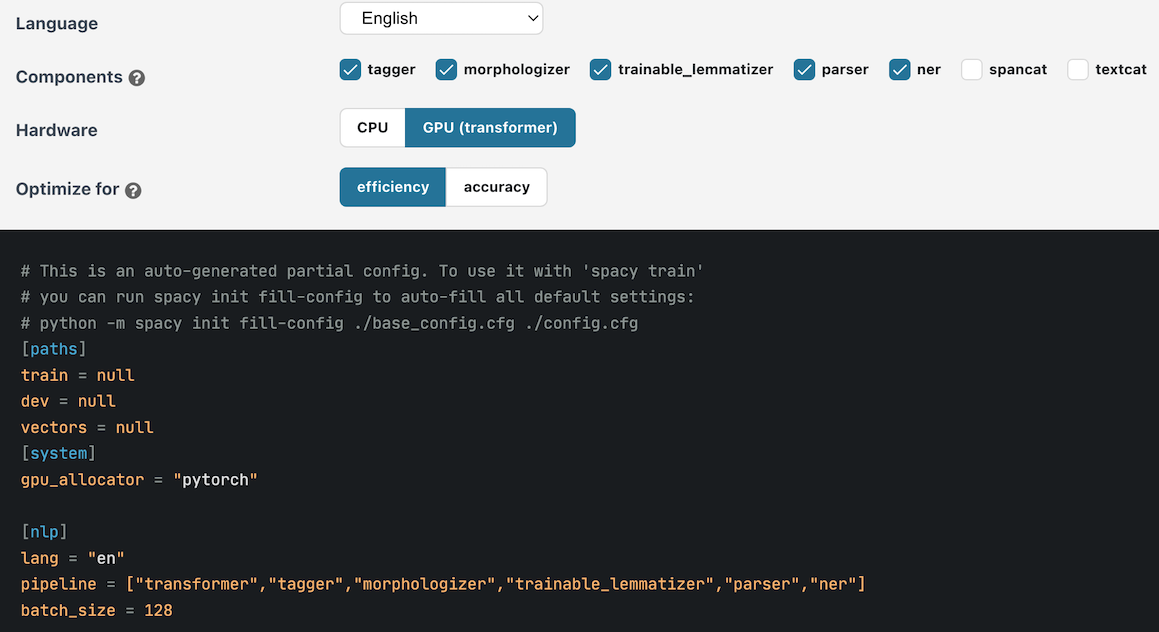 Language English
Components ? tagger morphologizer trainable_lemmatizer parser ner spancat textcat
Hardware CPU GPU (transformer)
Optimize for ? efficiency accuracy
# This is an auto-generated partial config. To use it with 'spacy train'
# you can run spacy init fill-config to auto-fill all default settings:
# python -m spacy init fill-config ./base_config.cfg ./config.cfg
[paths]
train = null
dev = null
vectors = null
[system]
gpu_allocator = "pytorch"
[nlp]
lang = "en"
pipeline = ["transformer","tagger","morphologizer","trainable_lemmatizer","parser","ner"]
batch_size = 128